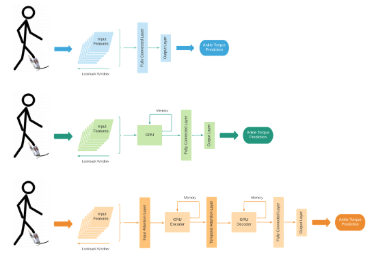 Input
Features
Lookback Window
Fully Connected Layer
Output Layer
Ankle Torque
Prediction
Input
Features
Lookback Window
Memory
GRU
Fully Connected Layer
Output Layer
Ankle Torque
Prediction
Input
Features
Lookback Window
Input Attention Layer
Memory
GRU
Encoder
Temporal Attention Layer
Memory
GRU
Decoder
Fully Connected Layer
Output Layer
Ankle Torque
Prediction